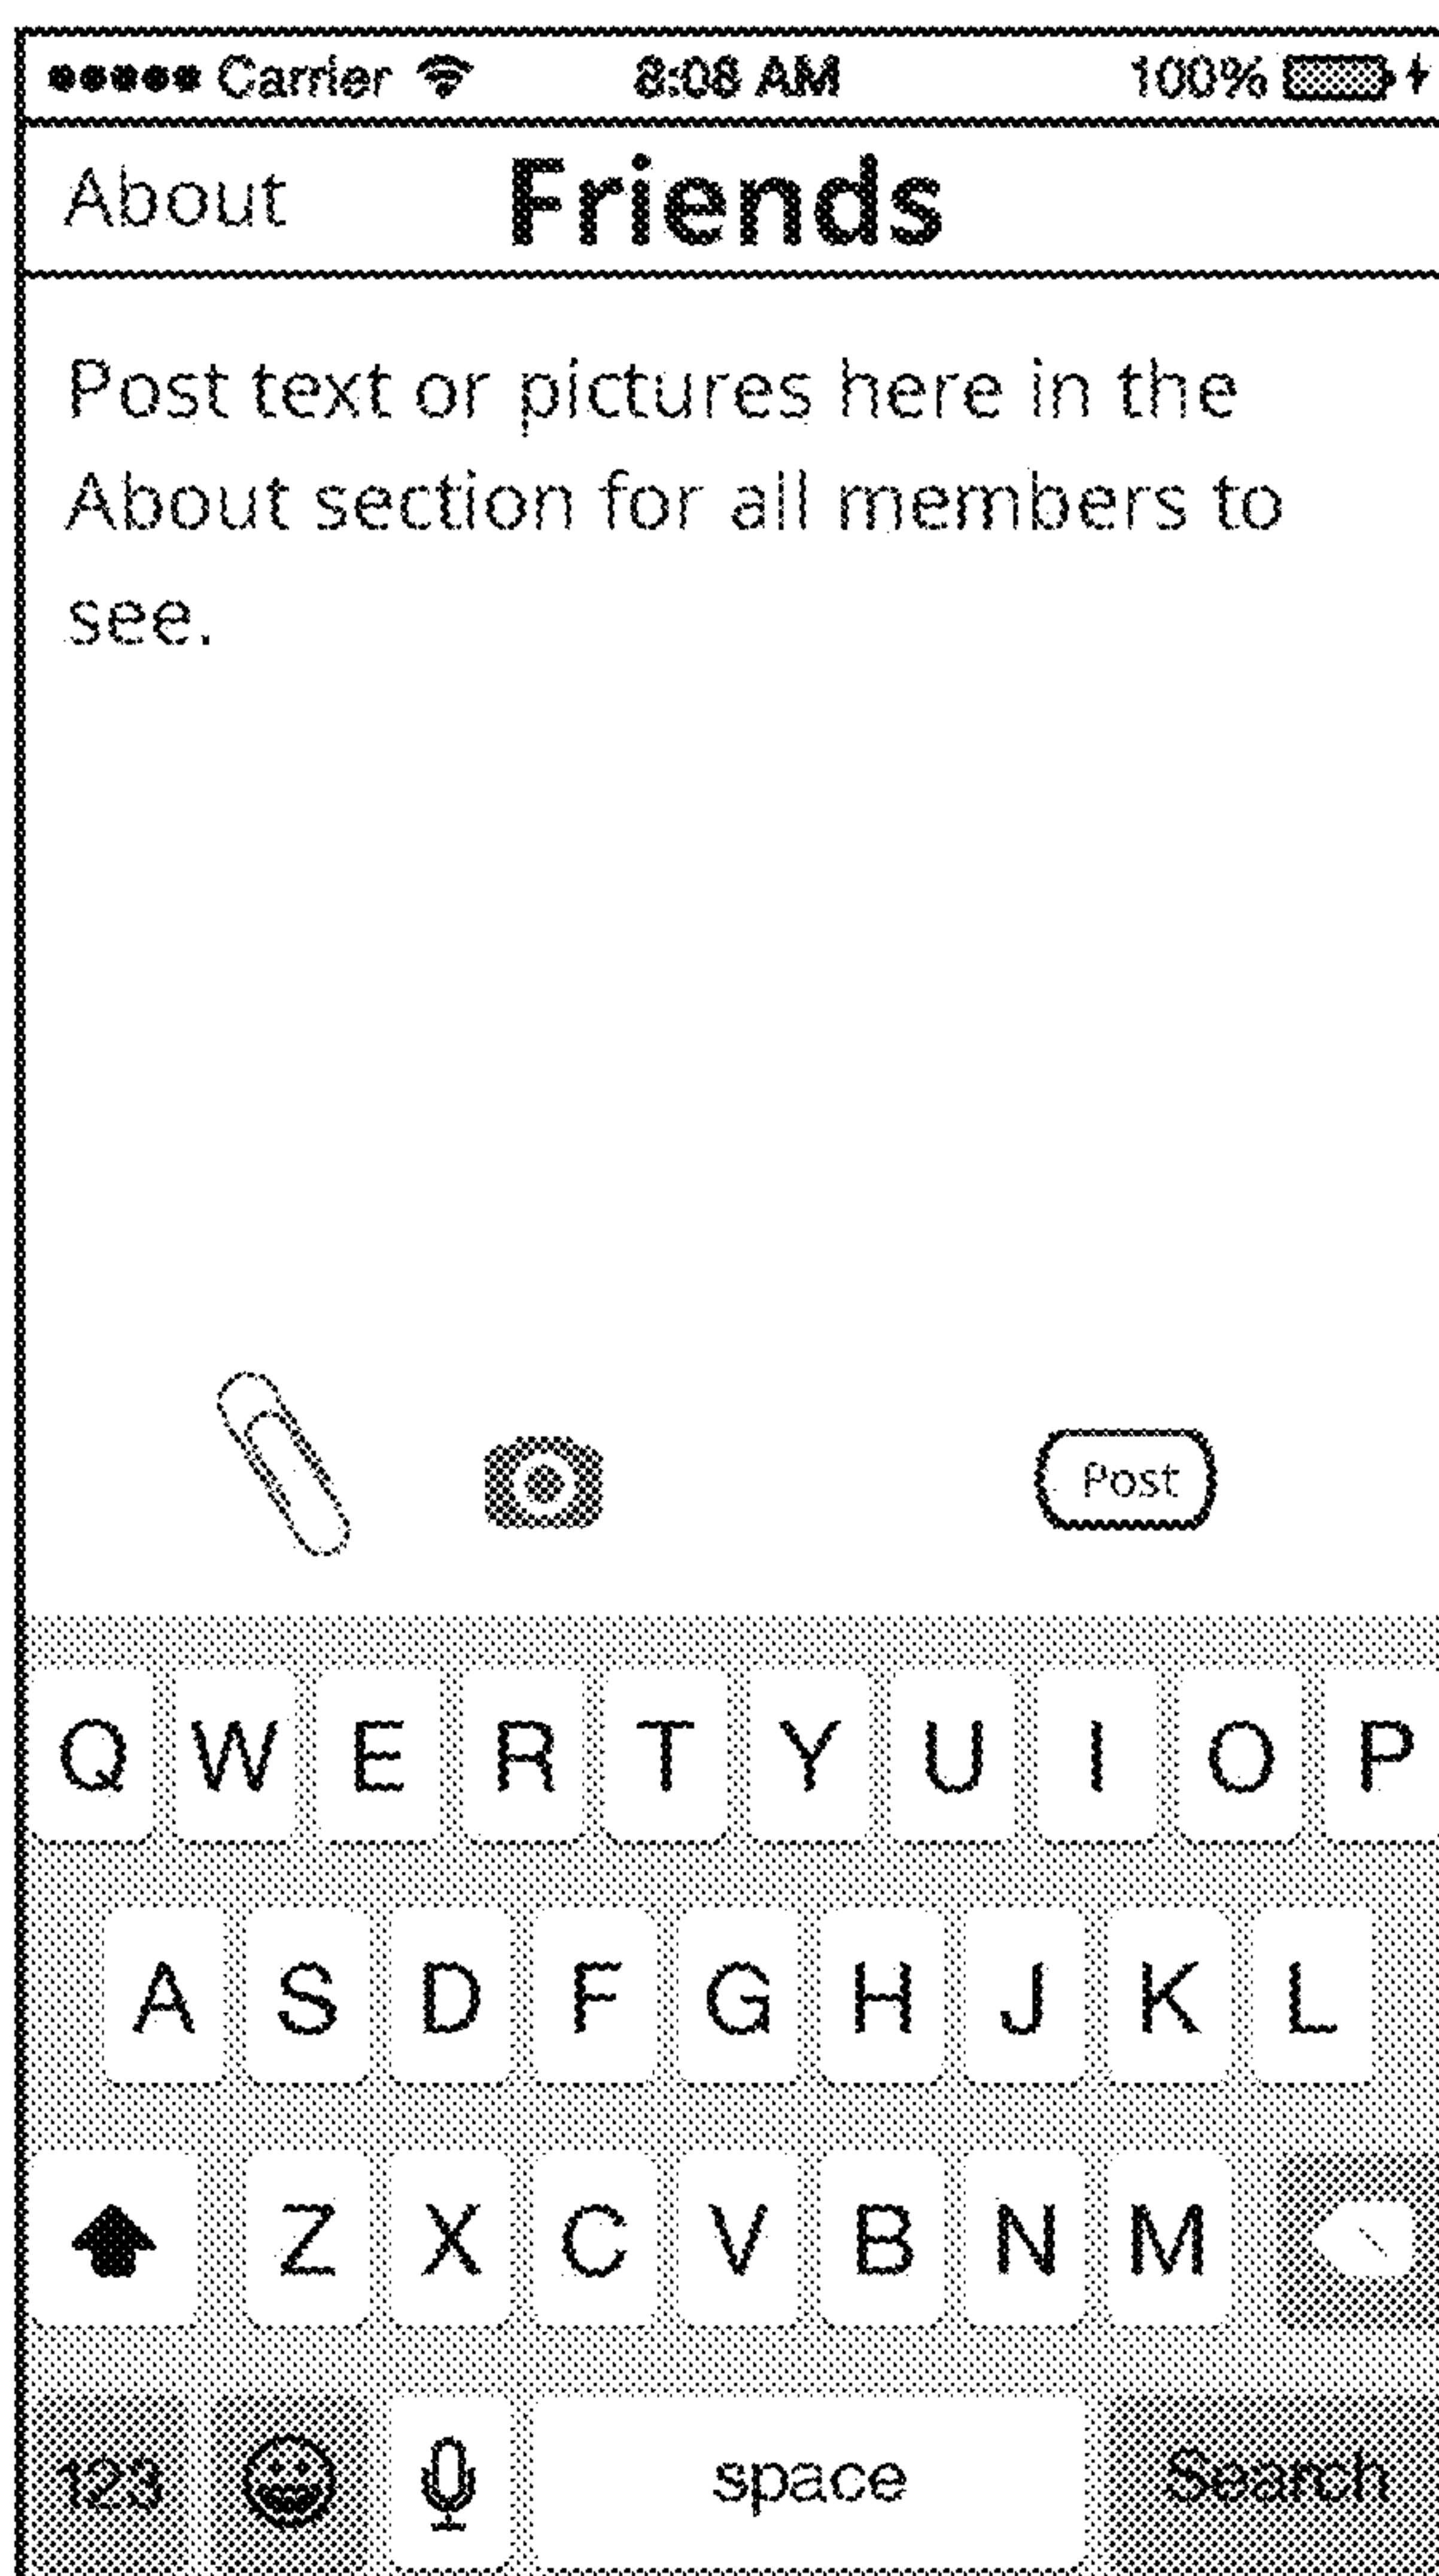 Carrier 8:08 AM 100%
About Friends
Post text or pictures here in the
About section for all members to
see.
Post
Q W E R T Y U I O P
A S D F G H J K L
Z X C V B N M
123 space Search